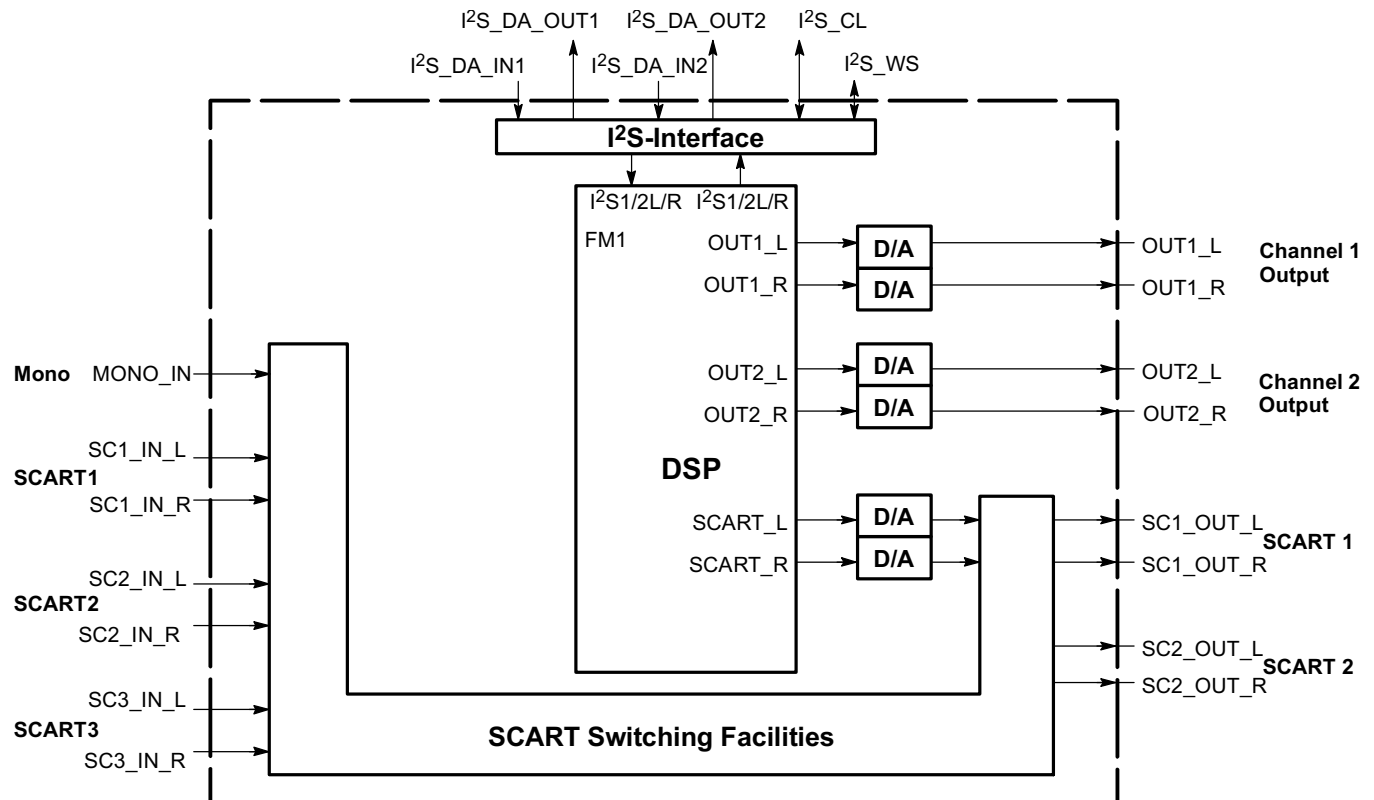 I²S_DA_OUT1 I²S_DA_OUT2 I²S_CL
I²S_DA_IN1 I²S_DA_IN2 I²S_WS
I²S-Interface
I²S1/2L/R I²S1/2L/R
FM1
OUT1_L
D/A
OUT1_L
OUT1_R
D/A
OUT1_R
Channel 1
Output
Mono MONO_IN
OUT2_L
D/A
OUT2_L
OUT2_R
D/A
OUT2_R
Channel 2
Output
SC1_IN_L
SCART1
SC1_IN_R
DSP
SCART_L
D/A
SC1_OUT_L
SCART 1
SCART_R
D/A
SC1_OUT_R
SC2_IN_L
SCART2
SC2_IN_R
SC2_OUT_L
SCART 2
SC2_OUT_R
SC3_IN_L
SCART3
SC3_IN_R
SCART Switching Facilities